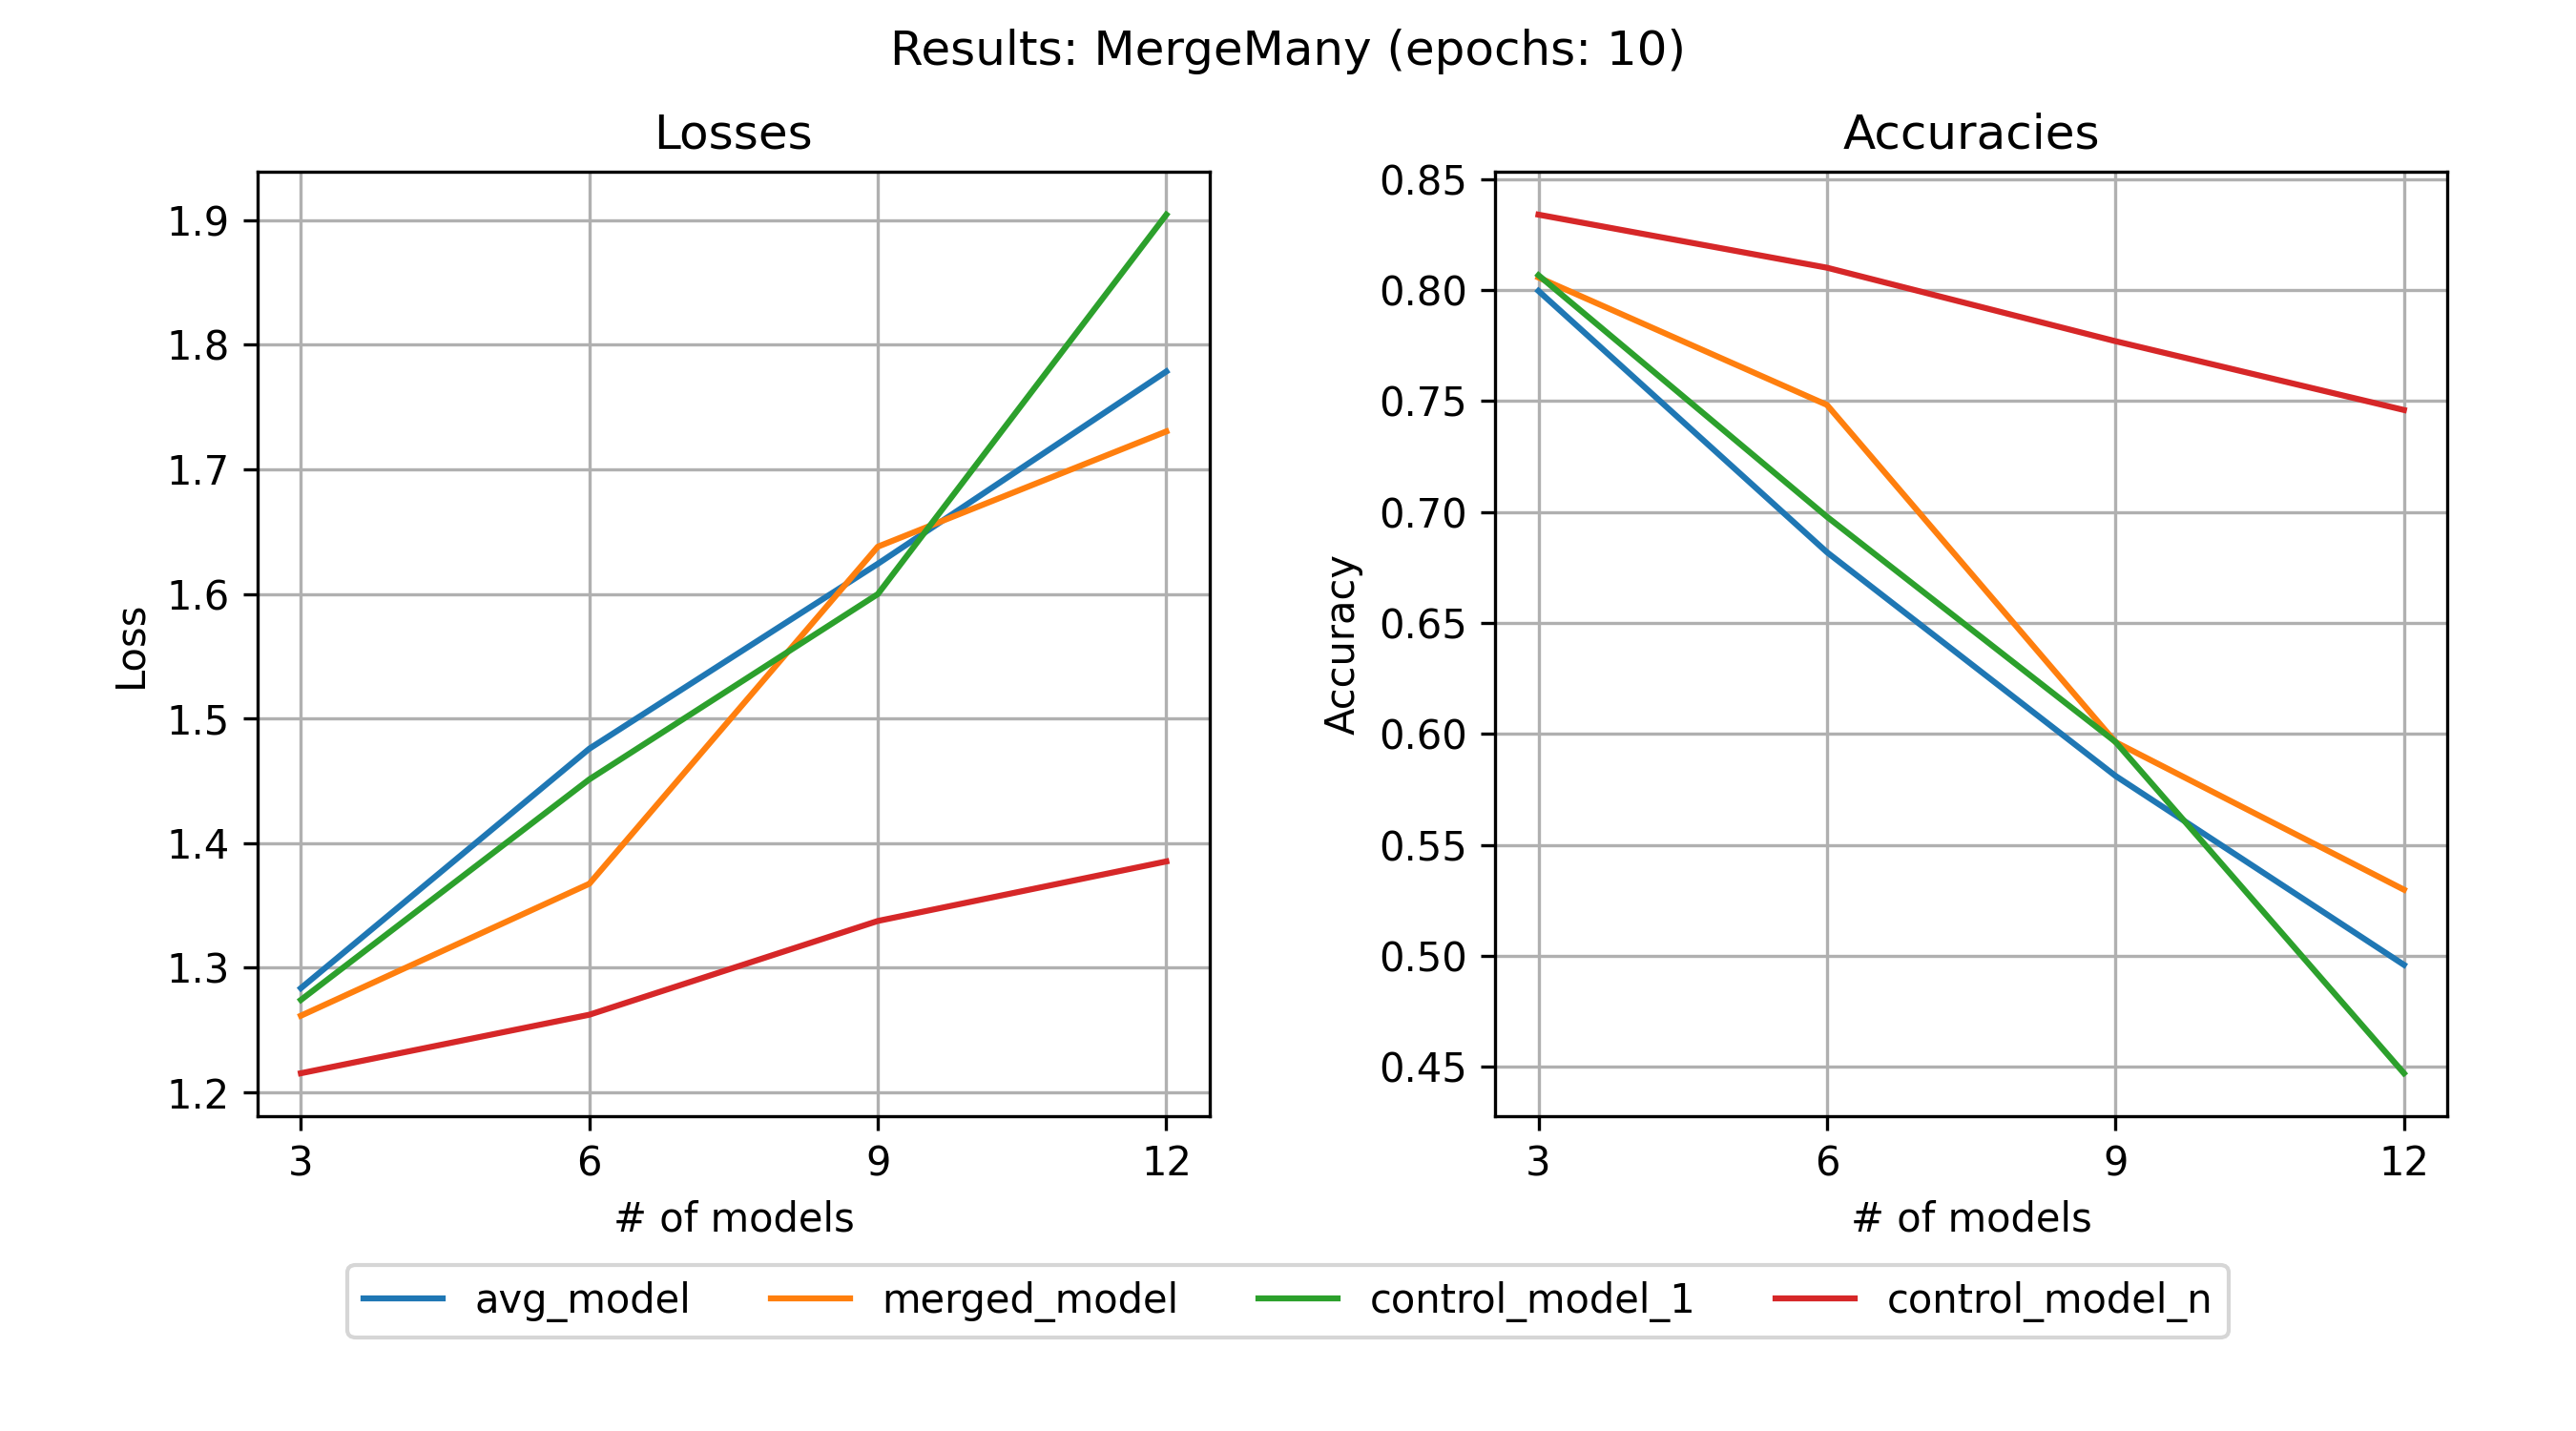 Results: MergeMany (epochs: 10)
Losses
1.9
1.8
1.7
1.6
1.5
1.4
1.3
1.2
Loss
3 6 9 12
# of models
Accuracies
0.85
0.80
0.75
0.70
0.65
0.60
0.55
0.50
0.45
Accuracy
3 6 9 12
# of models
avg_model merged_model control_model_1 control_model_n